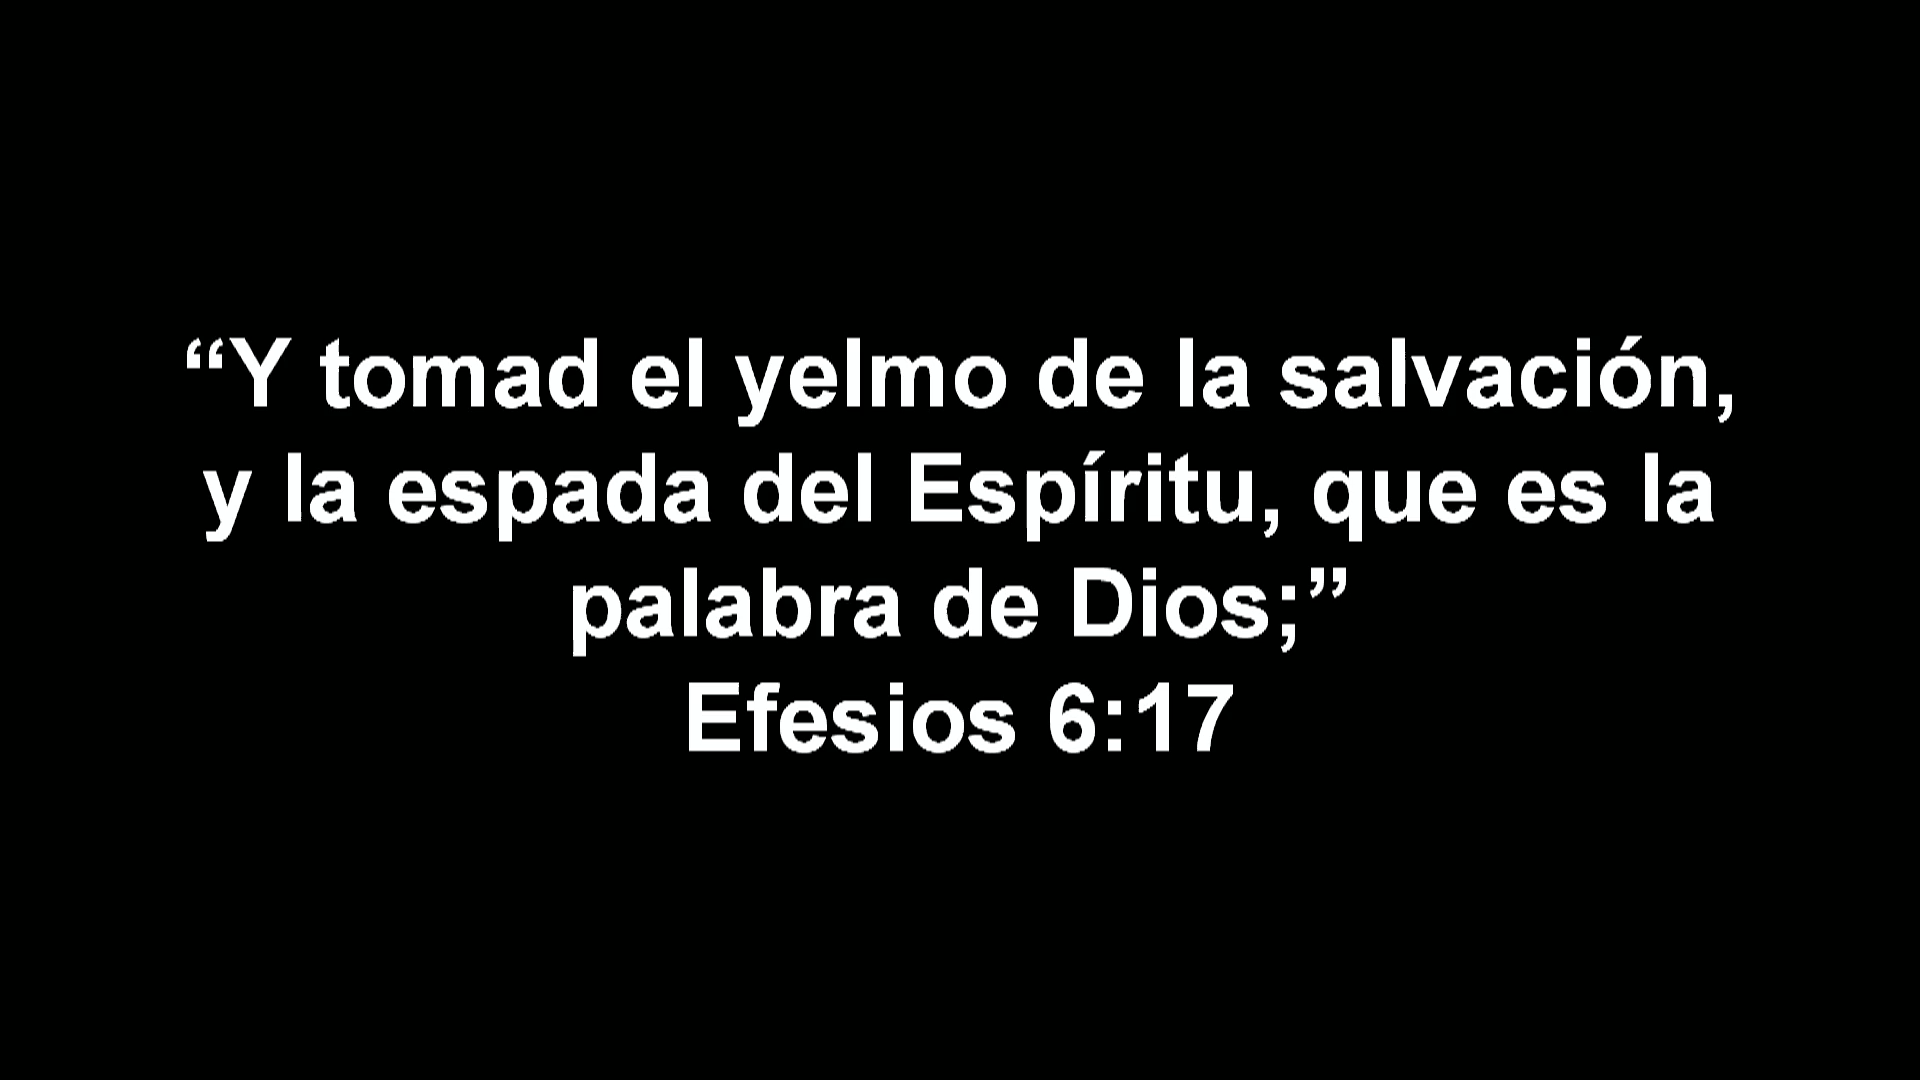 “Y tomad el yelmo de la salvación,
y la espada del Espíritu, que es la
palabra de Dios;”
Efesios 6:17